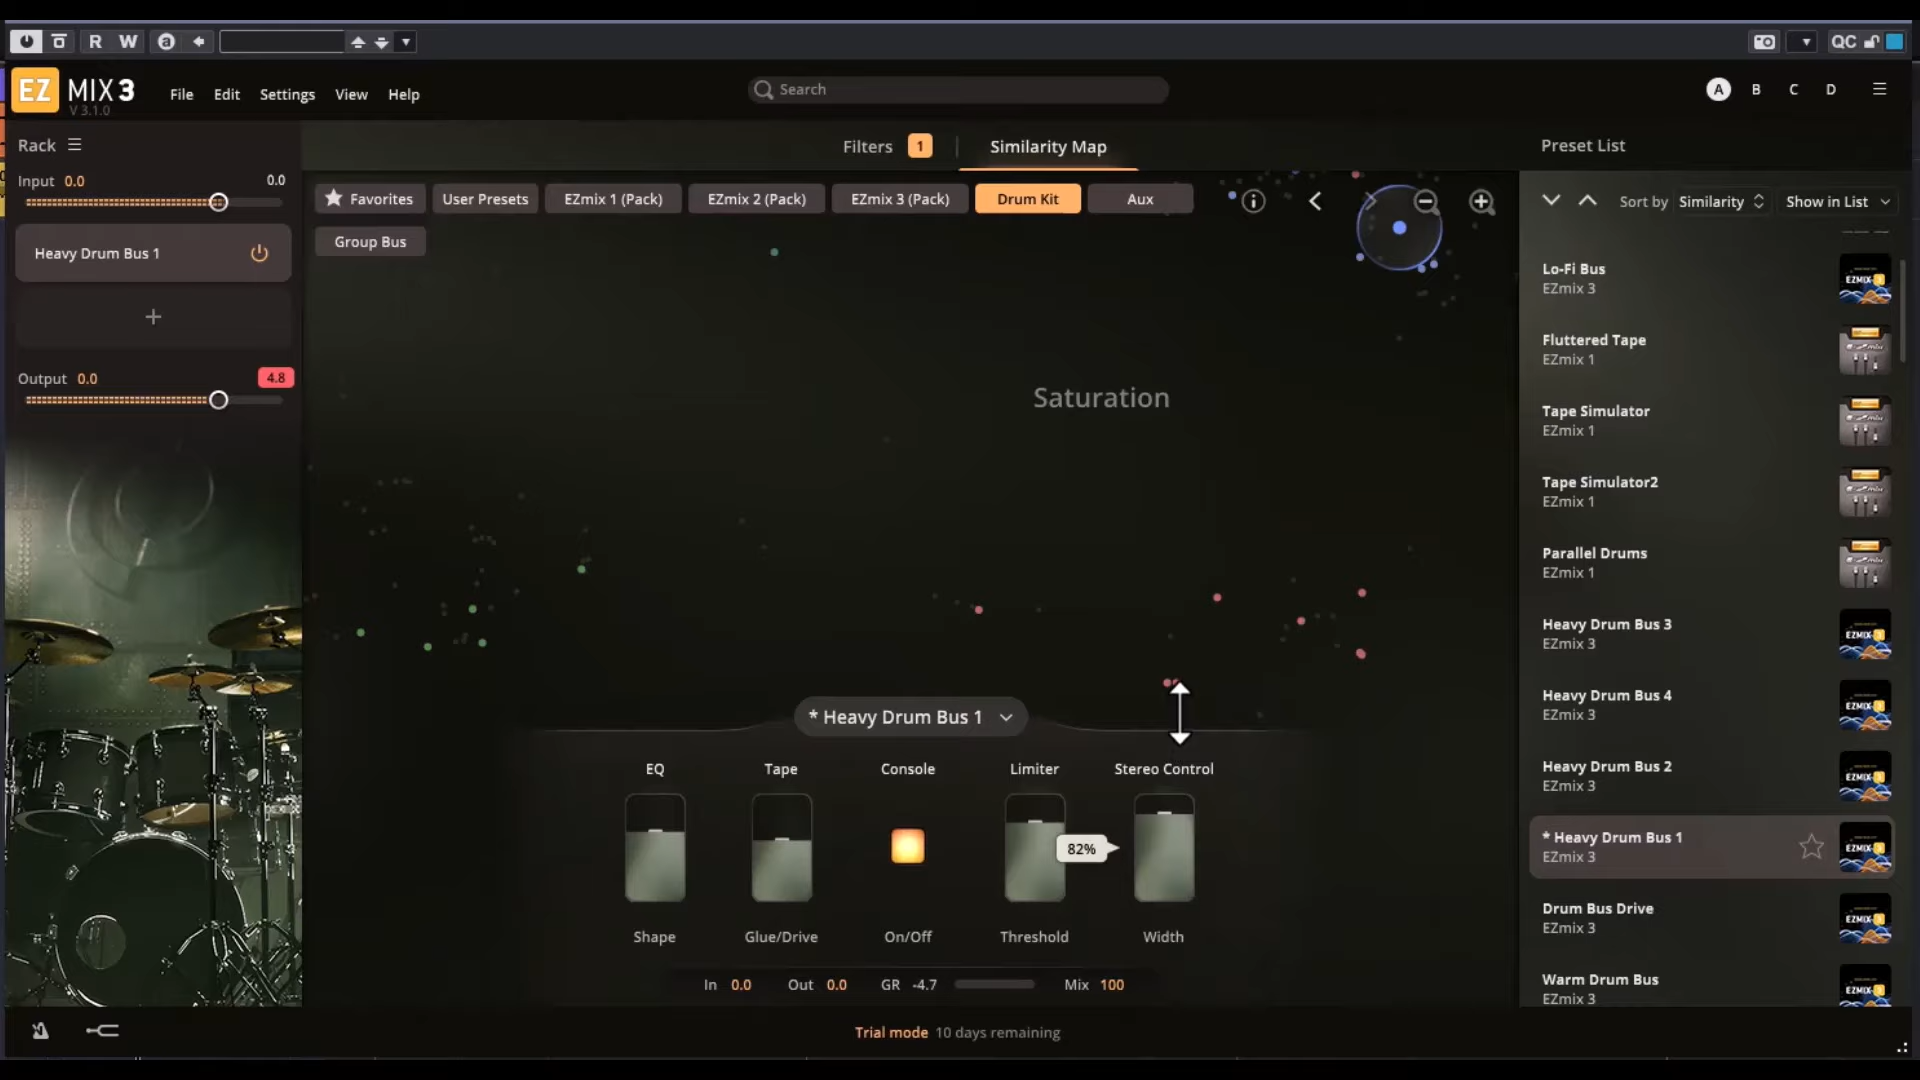 R W a QC
EZ MIX 3
V 3.1.0
File Edit Settings View Help
Search
A B C D
Rack
Filters 1
Similarity Map
Preset List
Input 0.0 0.0
Favorites
User Presets
EZmix 1 (Pack)
EZmix 2 (Pack)
EZmix 3 (Pack)
Drum Kit
Aux
Group Bus
Sort by Similarity
Show in List
Heavy Drum Bus 1
+
Output 0.0 4.8
Saturation
Lo-Fi Bus
EZmix 3
Fluttered Tape
EZmix 1
Tape Simulator
EZmix 1
Tape Simulator2
EZmix 1
Parallel Drums
EZmix 1
Heavy Drum Bus 3
EZmix 3
Heavy Drum Bus 4
EZmix 3
Heavy Drum Bus 2
EZmix 3
* Heavy Drum Bus 1
EZmix 3
Drum Bus Drive
EZmix 3
Warm Drum Bus
EZmix 3
* Heavy Drum Bus 1
EQ Tape Console Limiter Stereo Control
82%
Shape Glue/Drive On/Off Threshold Width
In 0.0 Out 0.0 GR -4.7 Mix 100
Trial mode 10 days remaining